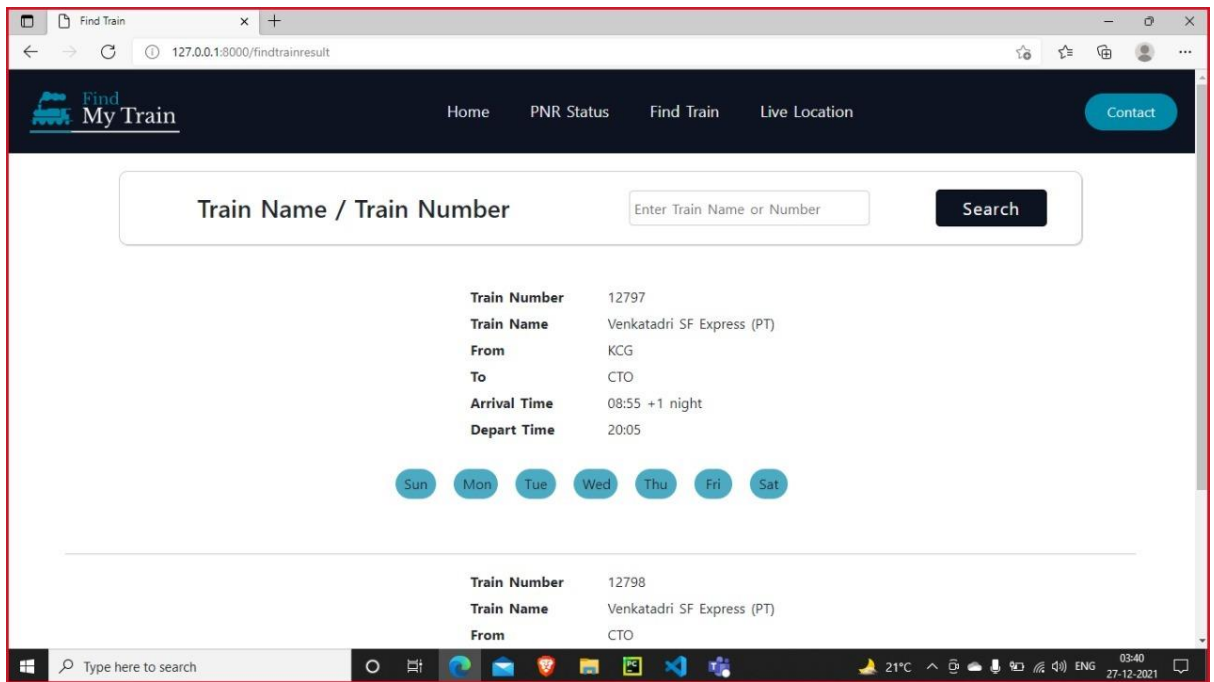 Find Train
127.0.0.1:8000/findtrainresult
Find
My Train
Home PNR Status Find Train Live Location Contact
Train Name / Train Number Enter Train Name or Number Search
Train Number 12797
Train Name Venkatadri SF Express (PT)
From KCG
To CTO
Arrival Time 08:55 +1 night
Depart Time 20:05
Sun Mon Tue Wed Thu Fri Sat
Train Number 12798
Train Name Venkatadri SF Express (PT)
From CTO
Type here to search PC 21°C ENG 03:40
27-12-2021